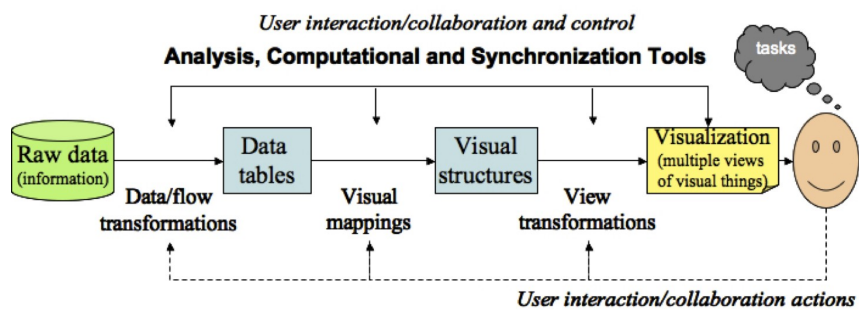 User interaction/collaboration and control
Analysis, Computational and Synchronization Tools
tasks
Raw data
(information)
Data
tables
Visual
structures
Visualization
(multiple views
of visual things)
Data/flow
transformations
Visual
mappings
View
transformations
User interaction/collaboration actions